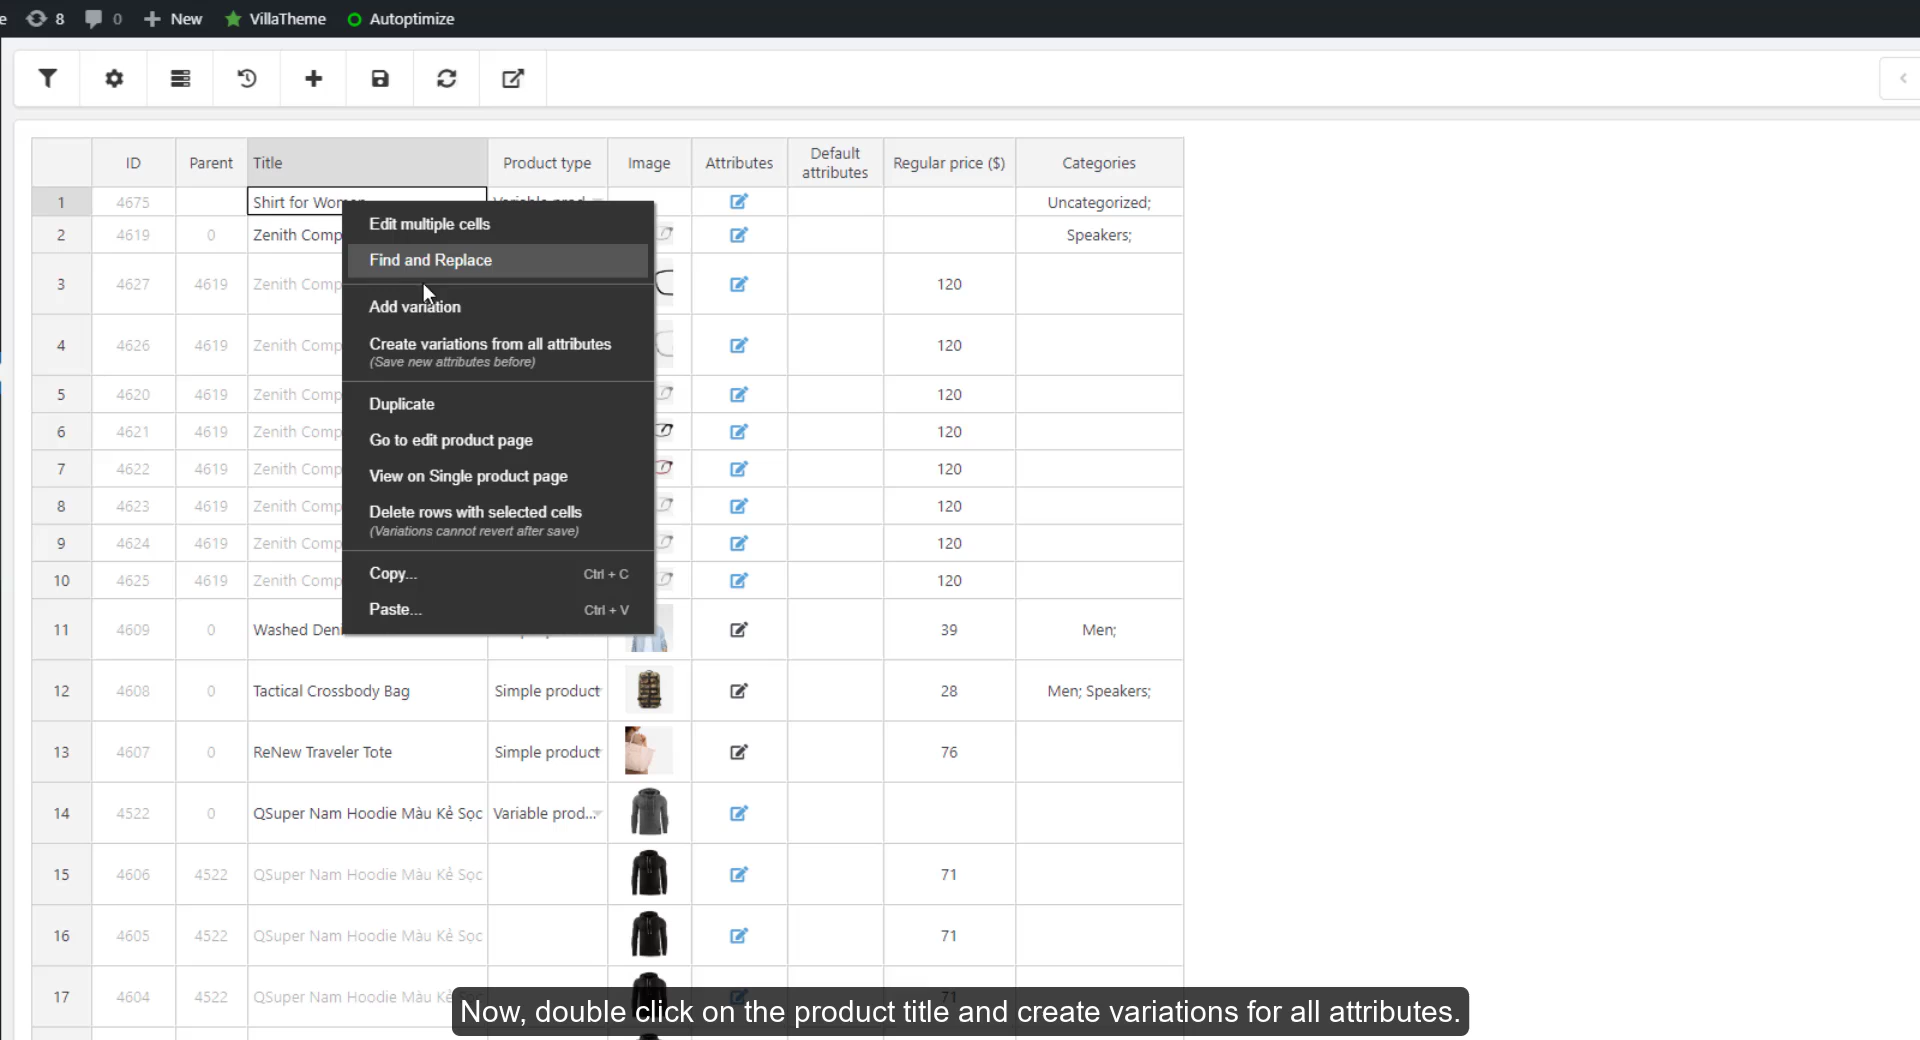 e 8 0 New VillaTheme Autoptimize
ID Parent Title Product type Image Attributes Default attributes Regular price ($) Categories
1 4675 Shirt for Women Uncategorized;
Edit multiple cells
2 4619 0 Zenith Comp Speakers;
Find and Replace
3 4627 4619 Zenith Comp 120
Add variation
4 4626 4619 Zenith Comp 120
Create variations from all attributes
(Save new attributes before)
5 4620 4619 Zenith Comp 120
Duplicate
6 4621 4619 Zenith Comp 120
Go to edit product page
7 4622 4619 Zenith Comp 120
View on Single product page
8 4623 4619 Zenith Comp 120
Delete rows with selected cells
(Variations cannot revert after save)
9 4624 4619 Zenith Comp 120
10 4625 4619 Zenith Comp 120
Copy... Ctrl + C
Paste... Ctrl + V
11 4609 0 Washed Deni 39 Men;
12 4608 0 Tactical Crossbody Bag Simple product 28 Men; Speakers;
13 4607 0 ReNew Traveler Tote Simple product 76
14 4522 0 QSuper Nam Hoodie Màu Kẻ Sọc Variable prod...
15 4606 4522 QSuper Nam Hoodie Màu Kẻ Sọc 71
16 4605 4522 QSuper Nam Hoodie Màu Kẻ Sọc 71
17 4604 4522 QSuper Nam Hoodie Màu Kẻ 71
Now, double click on the product title and create variations for all attributes.